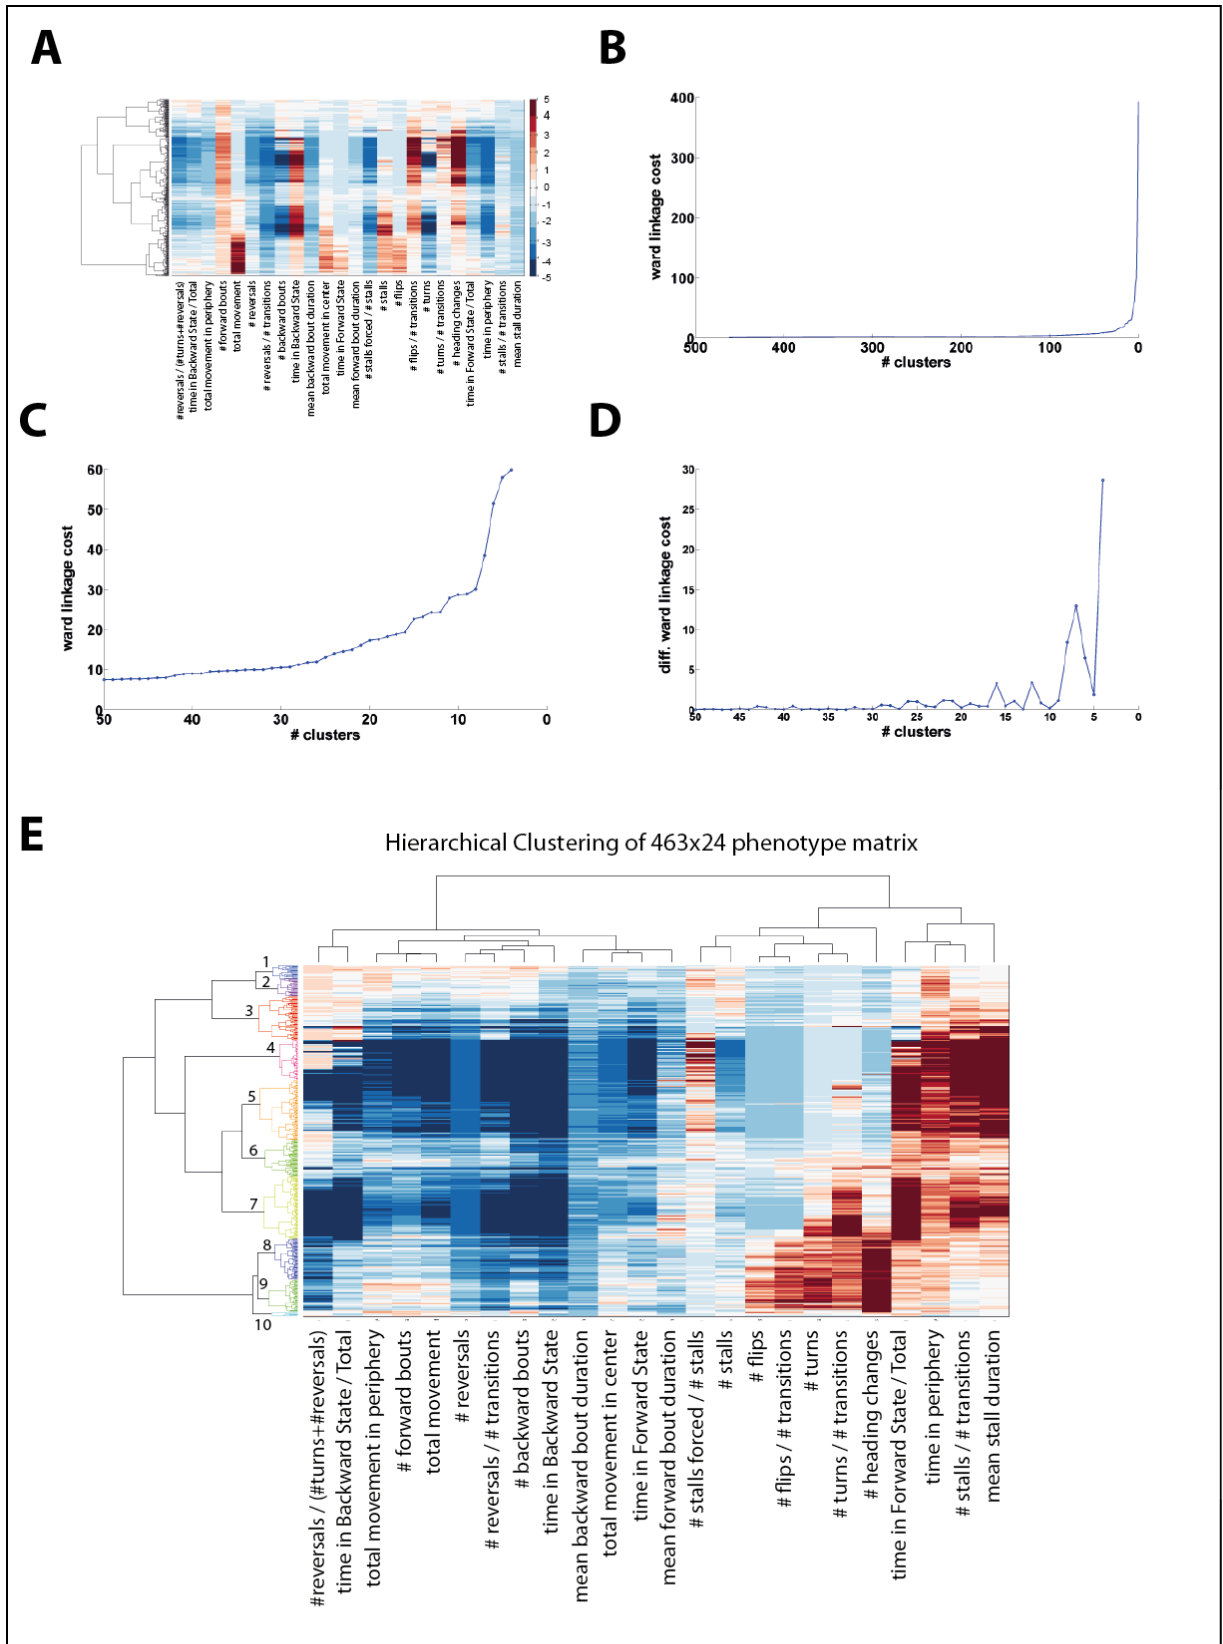 A
5
4
3
2
1
0
-1
-2
-3
-4
-5
#reversals / (#turns+#reversals)
time in Backward State / Total
total movement in periphery
# forward bouts
total movement
# reversals
# reversals / # transitions
# backward bouts
time in Backward State
mean backward bout duration
total movement in center
time in Forward State
mean forward bout duration
# stalls forced / # stalls
# stalls
# flips
# flips / # transitions
# turns
# turns / # transitions
# heading changes
time in Forward State / Total
time in periphery
# stalls / # transitions
mean stall duration
B
ward linkage cost
400
300
200
100
0
500 400 300 200 100 0
# clusters
C
ward linkage cost
60
50
40
30
20
10
0
50 40 30 20 10 0
# clusters
D
diff. ward linkage cost
30
25
20
15
10
5
0
50 45 40 35 30 25 20 15 10 5 0
# clusters
E
Hierarchical Clustering of 463x24 phenotype matrix
1
2
3
4
5
6
7
8
9
10
#reversals / (#turns+#reversals)
time in Backward State / Total
total movement in periphery
# forward bouts
total movement
# reversals
# reversals / # transitions
# backward bouts
time in Backward State
mean backward bout duration
total movement in center
time in Forward State
mean forward bout duration
# stalls forced / # stalls
# stalls
# flips
# flips / # transitions
# turns
# turns / # transitions
# heading changes
time in Forward State / Total
time in periphery
# stalls / # transitions
mean stall duration